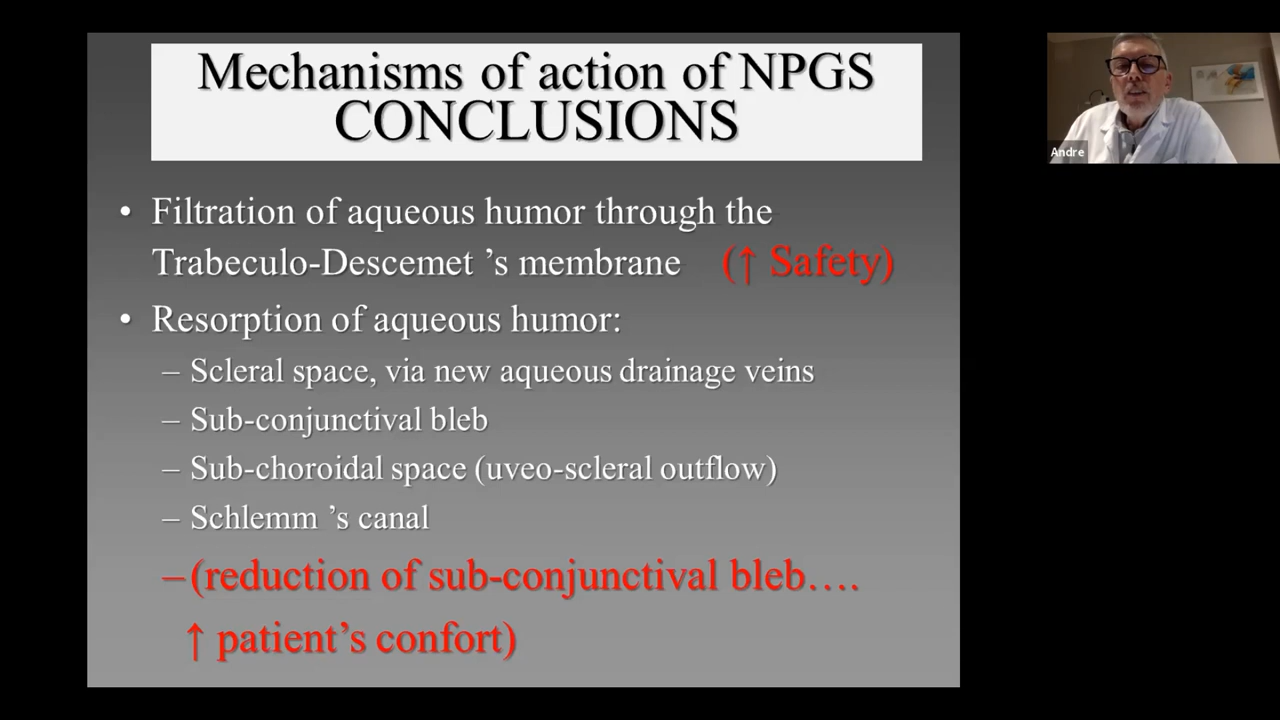 Mechanisms of action of NPGS
CONCLUSIONS
• Filtration of aqueous humor through the
Trabeculo-Descemet ’s membrane (↑ Safety)
• Resorption of aqueous humor:
– Scleral space, via new aqueous drainage veins
– Sub-conjunctival bleb
– Sub-choroidal space (uveo-scleral outflow)
– Schlemm ’s canal
– (reduction of sub-conjunctival bleb….
↑ patient’s confort)
Andre